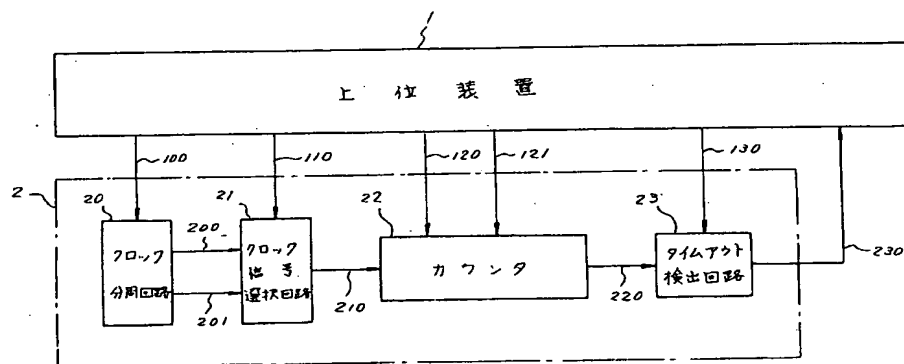 1
上位装置
100
110
120
121
130
2
20
21
22
23
200
クロック
分周回路
クロック
信号
選択回路
カウンタ
タイムアウト
検出回路
201
210
220
230